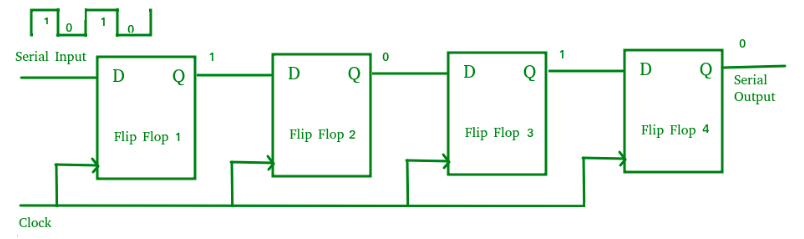 1 0 1 0
Serial Input
1
0
1
0
D Q
D Q
D Q
D Q
Serial
Output
Flip Flop 1
Flip Flop 2
Flip Flop 3
Flip Flop 4
Clock